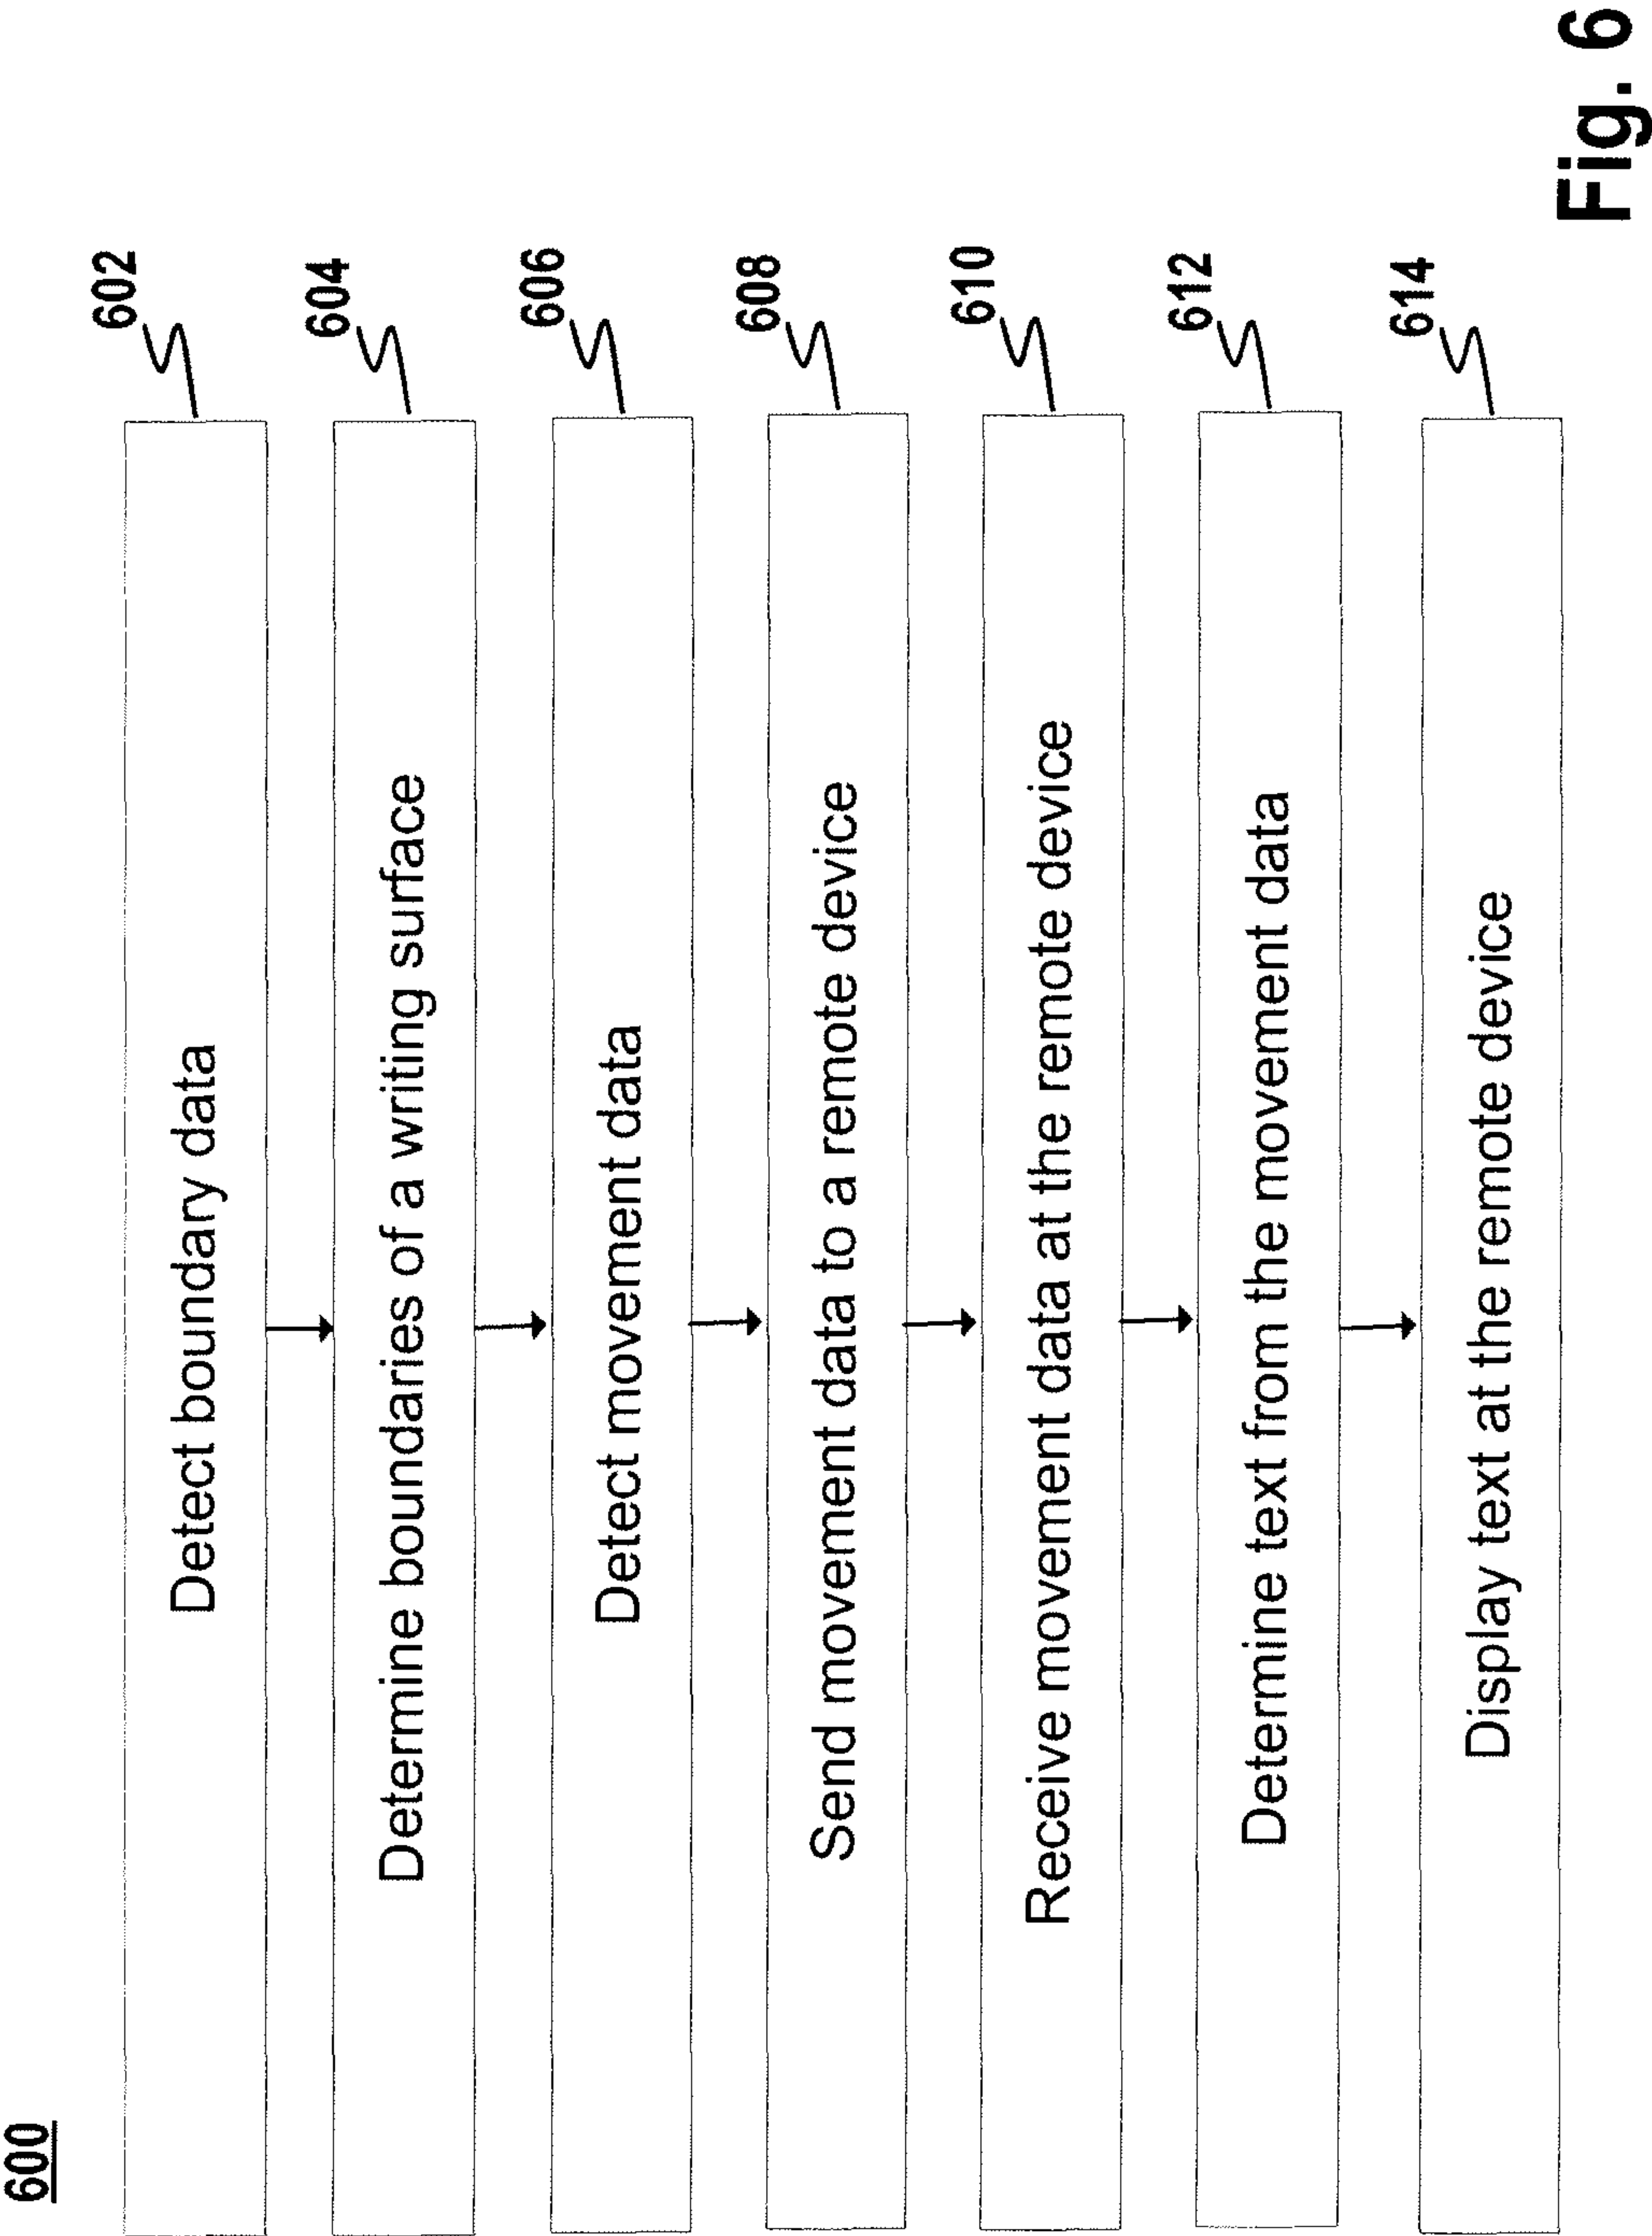 600
Detect boundary data
602
Determine boundaries of a writing surface
604
Detect movement data
606
Send movement data to a remote device
608
Receive movement data at the remote device
610
Determine text from the movement data
612
Display text at the remote device
614
Fig. 6